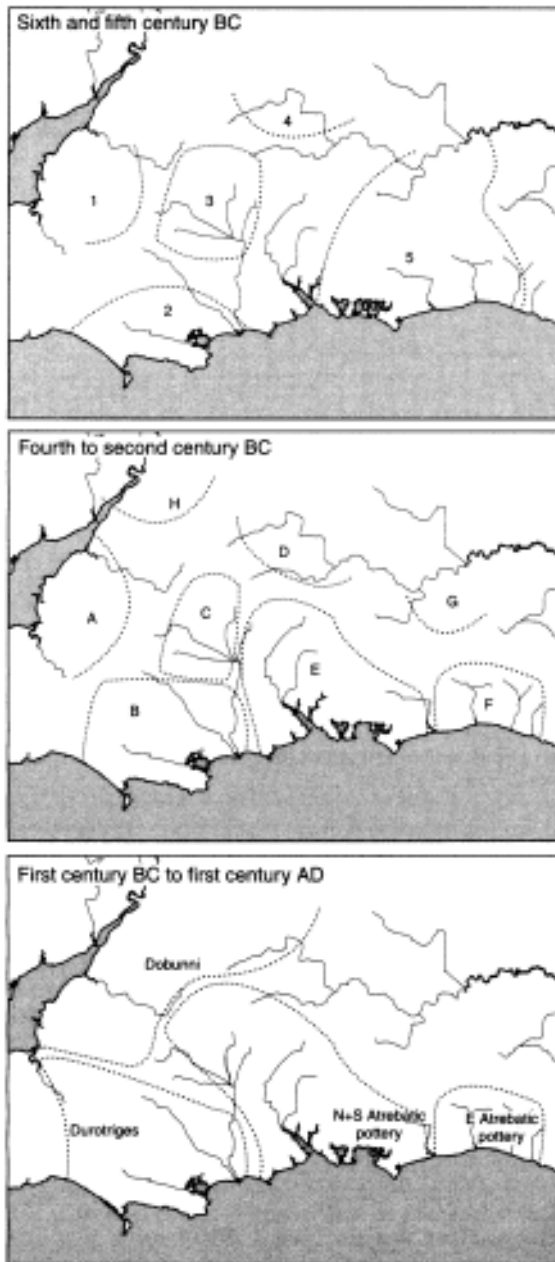 Sixth and fifth century BC
4
1
3
5
2
Fourth to second century BC
H
D
A
C
G
E
B
F
First century BC to first century AD
Dobunni
N+S Atrebatic
pottery
E Atrebatic
pottery
Durotriges